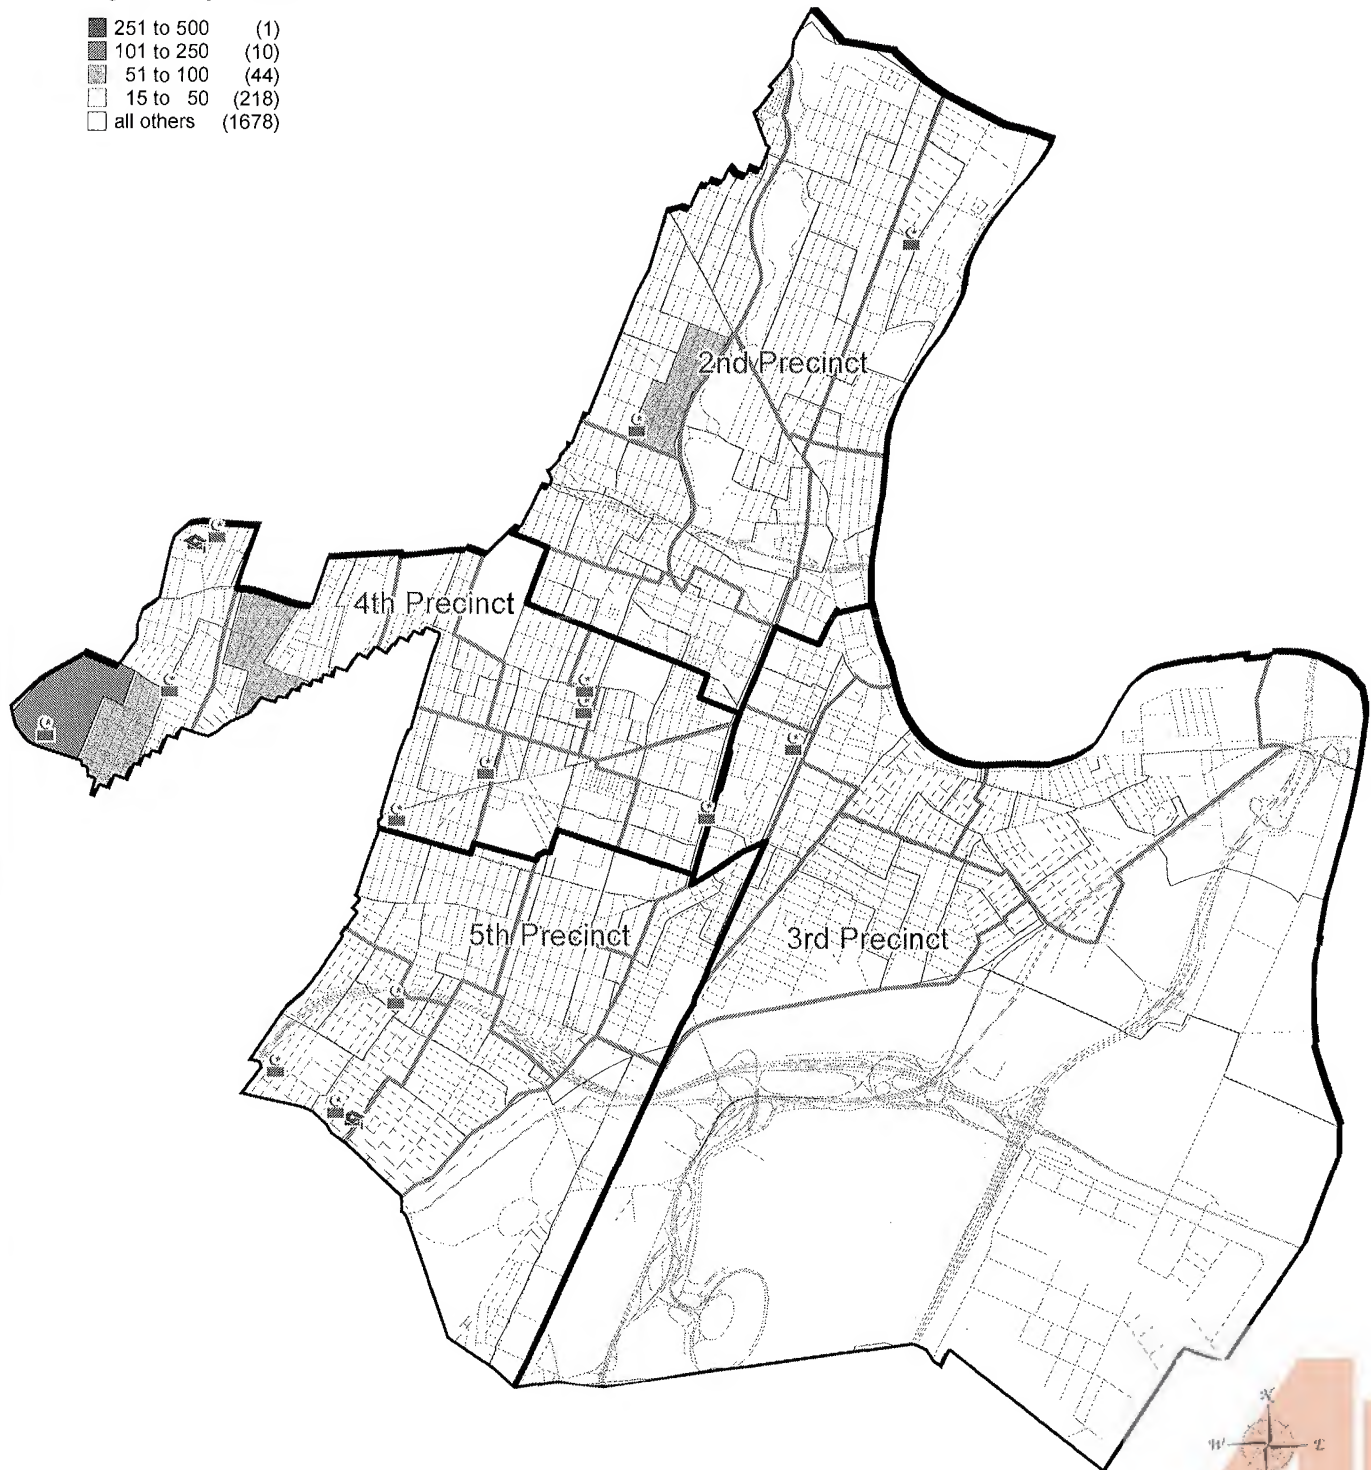 251 to 500 (1)
101 to 250 (10)
51 to 100 (44)
15 to 50 (218)
all others (1678)
2nd Precinct
4th Precinct
5th Precinct
3rd Precinct
N
W E